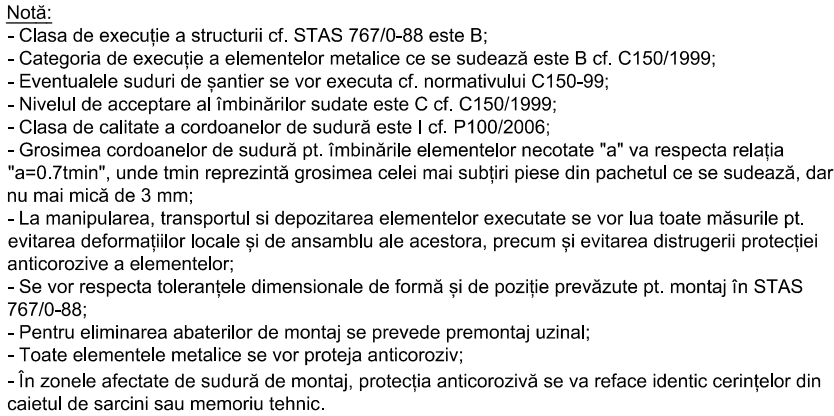 Notă:
- Clasa de execuție a structurii cf. STAS 767/0-88 este B;
- Categoria de execuție a elementelor metalice ce se sudează este B cf. C150/1999;
- Eventualele suduri de șantier se vor executa cf. normativului C150-99;
- Nivelul de acceptare al îmbinărilor sudate este C cf. C150/1999;
- Clasa de calitate a cordoanelor de sudură este I cf. P100/2006;
- Grosimea cordoanelor de sudură pt. îmbinările elementelor necotate "a" va respecta relația
"a=0.7tmin", unde tmin reprezintă grosimea celei mai subțiri piese din pachetul ce se sudează, dar
nu mai mică de 3 mm;
- La manipularea, transportul si depozitarea elementelor executate se vor lua toate măsurile pt.
evitarea deformațiilor locale și de ansamblu ale acestora, precum și evitarea distrugerii protecției
anticorozive a elementelor;
- Se vor respecta toleranțele dimensionale de formă și de poziție prevăzute pt. montaj în STAS
767/0-88;
- Pentru eliminarea abaterilor de montaj se prevede premontaj uzinal;
- Toate elementele metalice se vor proteja anticoroziv;
- În zonele afectate de sudură de montaj, protecția anticorozivă se va reface identic cerințelor din
caietul de sarcini sau memoriu tehnic.